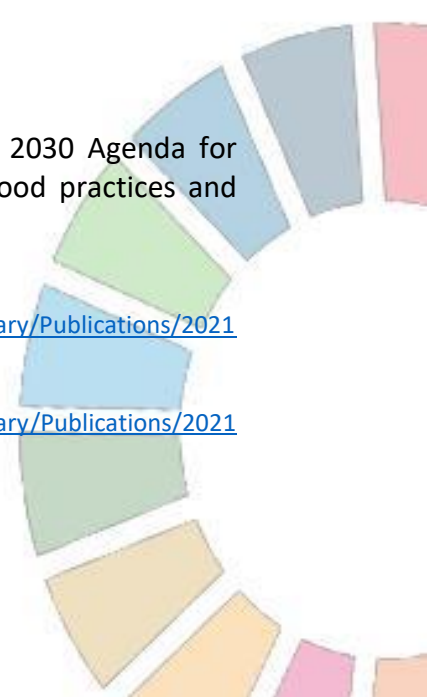 2030 Agenda for
ood practices and
ary/Publications/2021
ary/Publications/2021